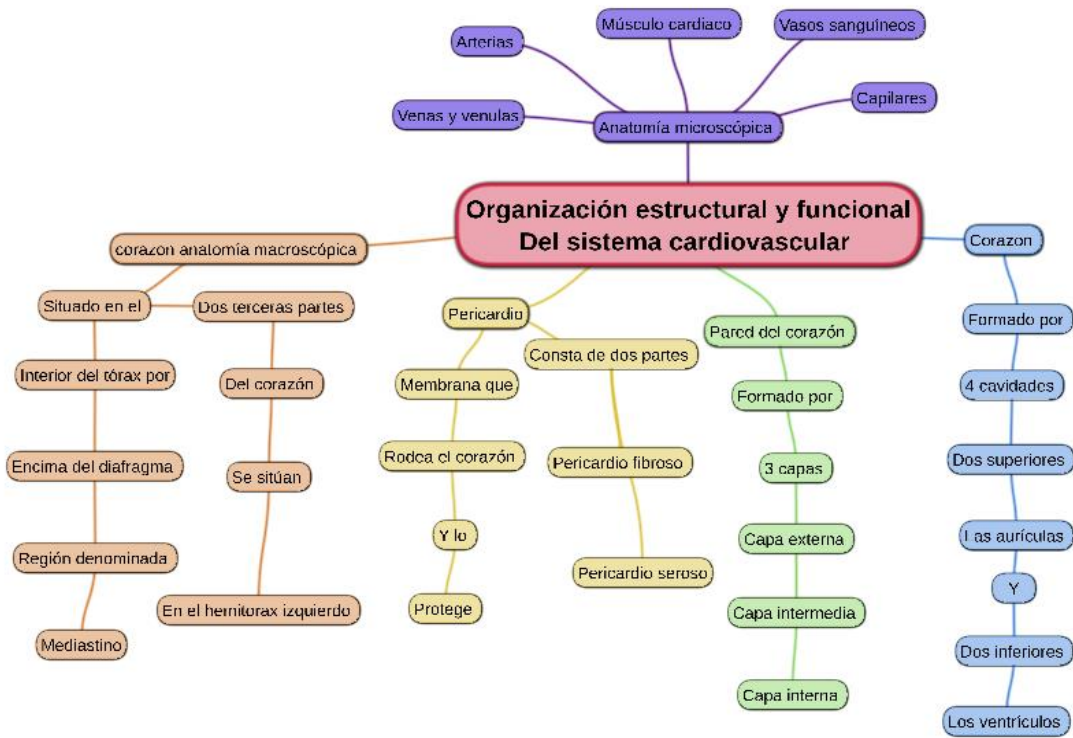 Músculo cardiaco
Vasos sanguíneos
Arterias
Capilares
Venas y venulas
Anatomía microscópica
Organización estructural y funcional
Del sistema cardiovascular
corazon anatomía macroscópica
Situado en el
Interior del tórax por
Encima del diafragma
Región denominada
Mediastino
Dos terceras partes
Del corazón
Se sitúan
En el hemitorax izquierdo
Pericardio
Membrana que
Rodea el corazón
Y lo
Protege
Consta de dos partes
Pericardio fibroso
Pericardio seroso
Pared del corazón
Formado por
3 capas
Capa externa
Capa intermedia
Capa interna
Corazon
Formado por
4 cavidades
Dos superiores
Las aurículas
Y
Dos inferiores
Los ventrículos